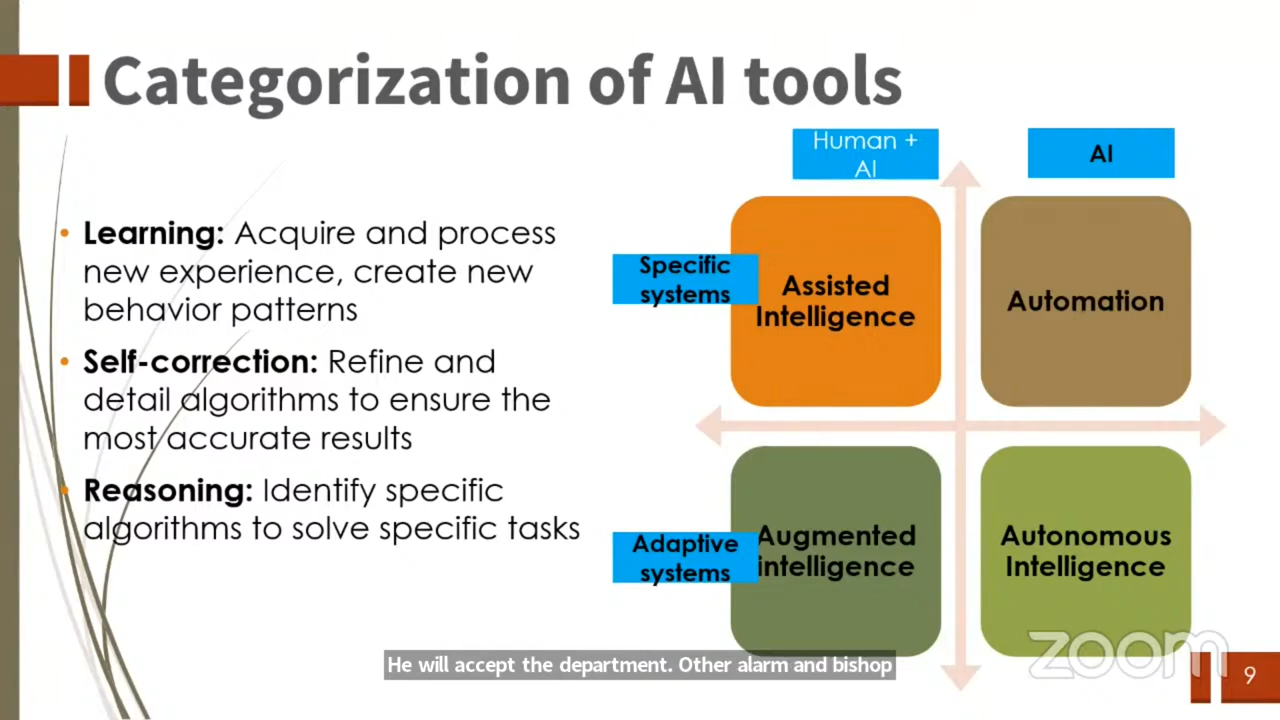 Categorization of AI tools
Human +
AI
AI
• Learning: Acquire and process
new experience, create new
behavior patterns
• Self-correction: Refine and
detail algorithms to ensure the
most accurate results
• Reasoning: Identify specific
algorithms to solve specific tasks
Specific
systems
Assisted
Intelligence
Automation
Adaptive
systems
Augmented
intelligence
Autonomous
Intelligence
He will accept the department. Other alarm and bishop
zoom
9